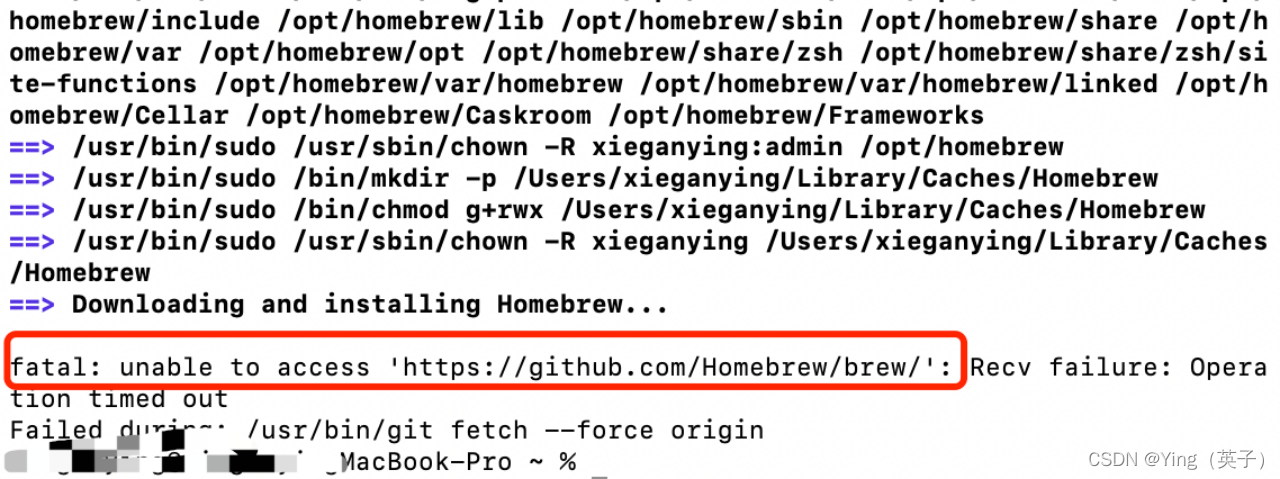 homebrew/include /opt/homebrew/lib /opt/homebrew/sbin /opt/homebrew/share /opt/h
omebrew/var /opt/homebrew/opt /opt/homebrew/share/zsh /opt/homebrew/share/zsh/si
te-functions /opt/homebrew/var/homebrew /opt/homebrew/var/homebrew/linked /opt/h
omebrew/Cellar /opt/homebrew/Caskroom /opt/homebrew/Frameworks
==> /usr/bin/sudo /usr/sbin/chown -R xieganying:admin /opt/homebrew
==> /usr/bin/sudo /bin/mkdir -p /Users/xieganying/Library/Caches/Homebrew
==> /usr/bin/sudo /bin/chmod g+rwx /Users/xieganying/Library/Caches/Homebrew
==> /usr/bin/sudo /usr/sbin/chown -R xieganying /Users/xieganying/Library/Caches
/Homebrew
==> Downloading and installing Homebrew...
fatal: unable to access 'https://github.com/Homebrew/brew/': Recv failure: Opera
tion timed out
Failed during: /usr/bin/git fetch --force origin
MacBook-Pro ~ %
CSDN @Ying（英子）